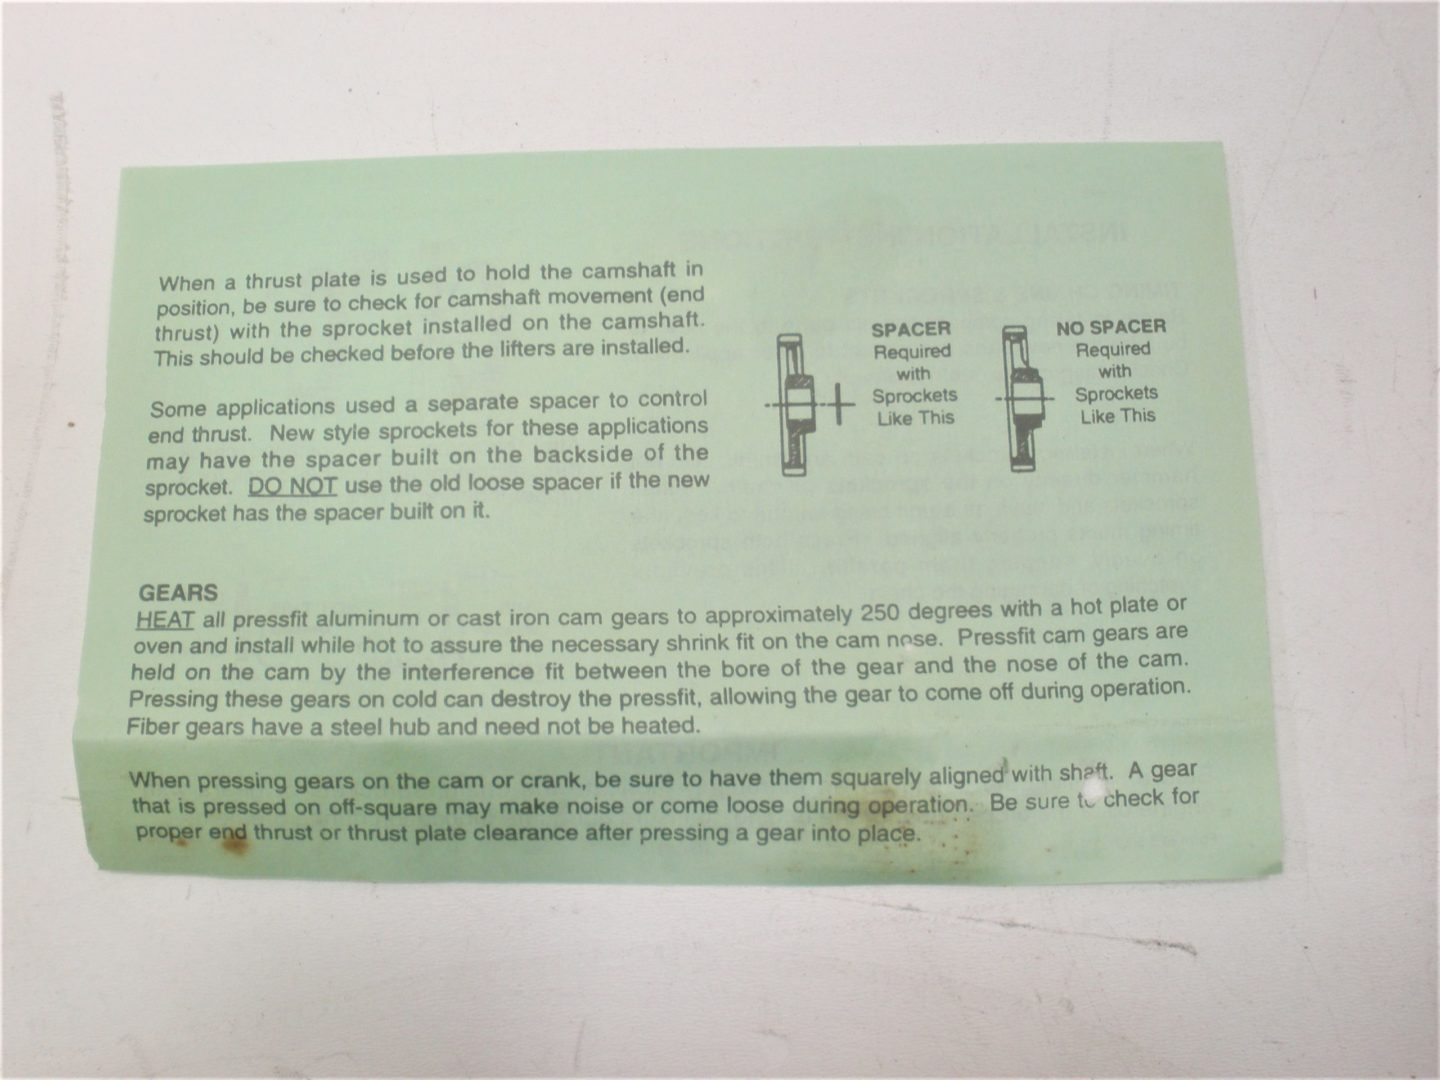 When a thrust plate is used to hold the camshaft in
position, be sure to check for camshaft movement (end
thrust) with the sprocket installed on the camshaft.
This should be checked before the lifters are installed.
Some applications used a separate spacer to control
end thrust. New style sprockets for these applications
may have the spacer built on the backside of the
sprocket. DO NOT use the old loose spacer if the new
sprocket has the spacer built on it.
SPACER
Required
with
Sprockets
Like This
NO SPACER
Required
with
Sprockets
Like This
GEARS
HEAT all pressfit aluminum or cast iron cam gears to approximately 250 degrees with a hot plate or
oven and install while hot to assure the necessary shrink fit on the cam nose. Pressfit cam gears are
held on the cam by the interference fit between the bore of the gear and the nose of the cam.
Pressing these gears on cold can destroy the pressfit, allowing the gear to come off during operation.
Fiber gears have a steel hub and need not be heated.
When pressing gears on the cam or crank, be sure to have them squarely aligned with shaft. A gear
that is pressed on off-square may make noise or come loose during operation. Be sure to check for
proper end thrust or thrust plate clearance after pressing a gear into place.